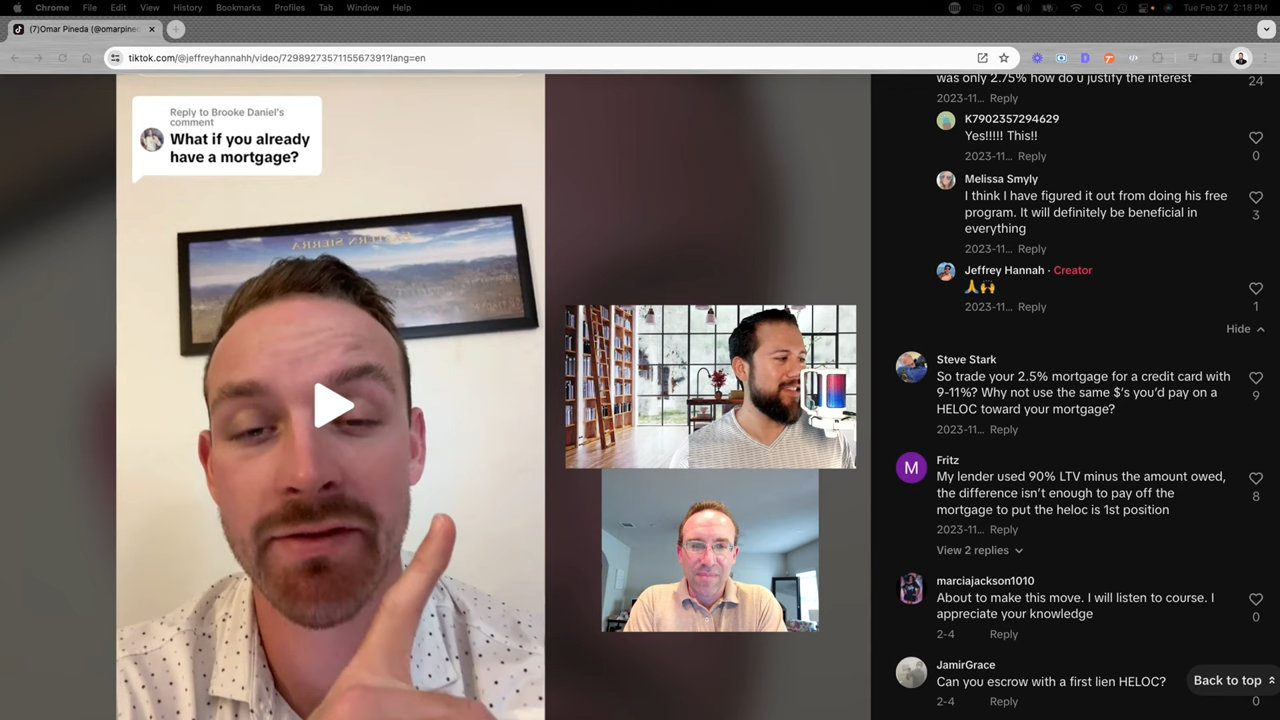 Chrome File Edit View History Bookmarks Profiles Tab Window Help
Tue Feb 27 2:18 PM
(7)Omar Pineda (@omarpined
tiktok.com/@jeffreyhannahh/video/7298927357115567391?lang=en
Reply to Brooke Daniel's
comment
What if you already
have a mortgage?
was only 2.75% how do u justify the interest
24
2023-11... Reply
K7902357294629
Yes!!!!! This!!
2023-11... Reply
0
Melissa Smyly
I think I have figured it out from doing his free
program. It will definitely be beneficial in
everything
3
2023-11... Reply
Jeffrey Hannah · Creator
🙏🙌
2023-11... Reply
1
Hide
Steve Stark
So trade your 2.5% mortgage for a credit card with
9-11%? Why not use the same $'s you'd pay on a
HELOC toward your mortgage?
9
2023-11... Reply
M
Fritz
My lender used 90% LTV minus the amount owed,
the difference isn't enough to pay off the
mortgage to put the heloc is 1st position
8
2023-11... Reply
View 2 replies
marciajackson1010
About to make this move. I will listen to course. I
appreciate your knowledge
0
2-4 Reply
JamirGrace
Can you escrow with a first lien HELOC?
Back to top
2-4 Reply
0